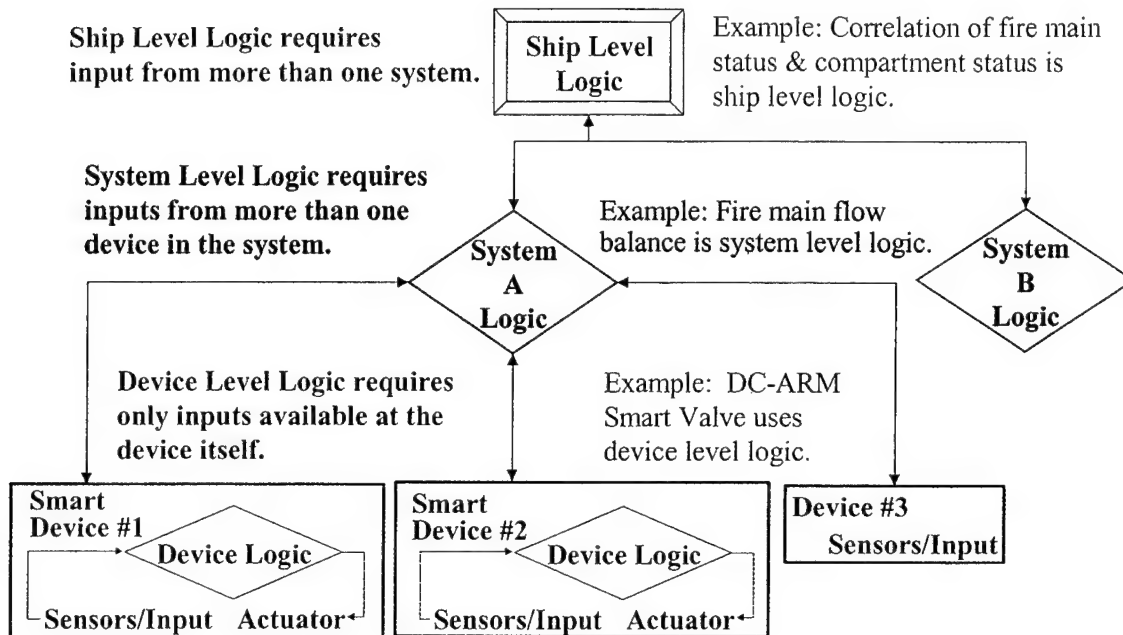 Ship Level Logic requires
input from more than one system.
Ship Level
Logic
Example: Correlation of fire main
status & compartment status is
ship level logic.
System Level Logic requires
inputs from more than one
device in the system.
Example: Fire main flow
balance is system level logic.
System
A
Logic
System
B
Logic
Device Level Logic requires
only inputs available at the
device itself.
Example: DC-ARM
Smart Valve uses
device level logic.
Smart
Device #1
Device Logic
Sensors/Input Actuator
Smart
Device #2
Device Logic
Sensors/Input Actuator
Device #3
Sensors/Input